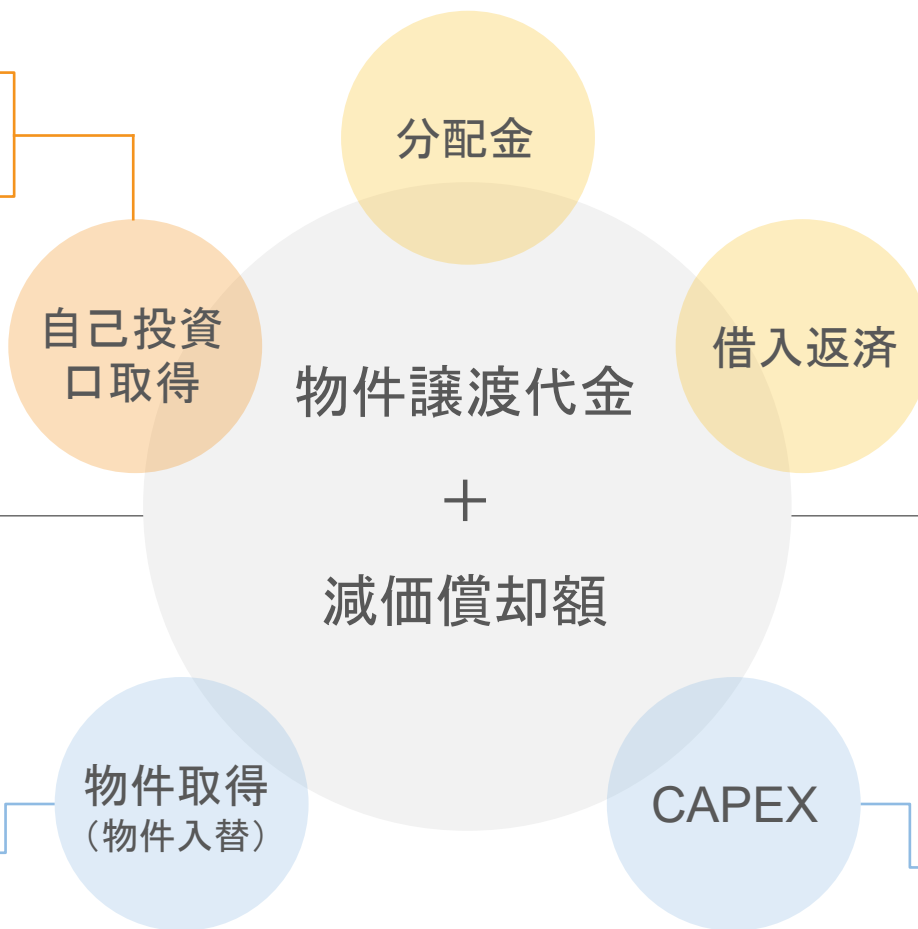 分配金
自己投資
口取得
借入返済
物件譲渡代金
＋
減価償却額
物件取得
（物件入替）
CAPEX